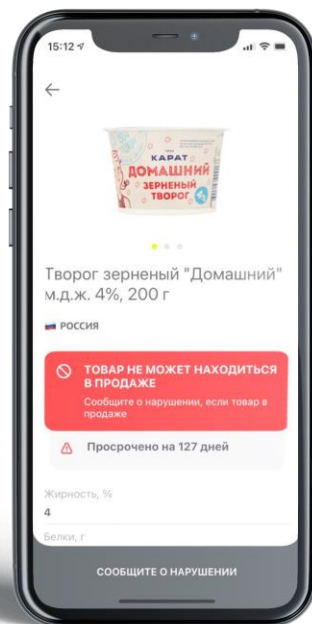 15:12
КАРАТ
ДОМАШНИЙ
ЗЕРНЕНЫЙ
ТВОРОГ
Творог зерненый "Домашний"
м.д.ж. 4%, 200 г
РОССИЯ
ТОВАР НЕ МОЖЕТ НАХОДИТЬСЯ
В ПРОДАЖЕ
Сообщите о нарушении, если товар в
продаже
Просрочено на 127 дней
Жирность, %
4
Белки, г
СООБЩИТЕ О НАРУШЕНИИ